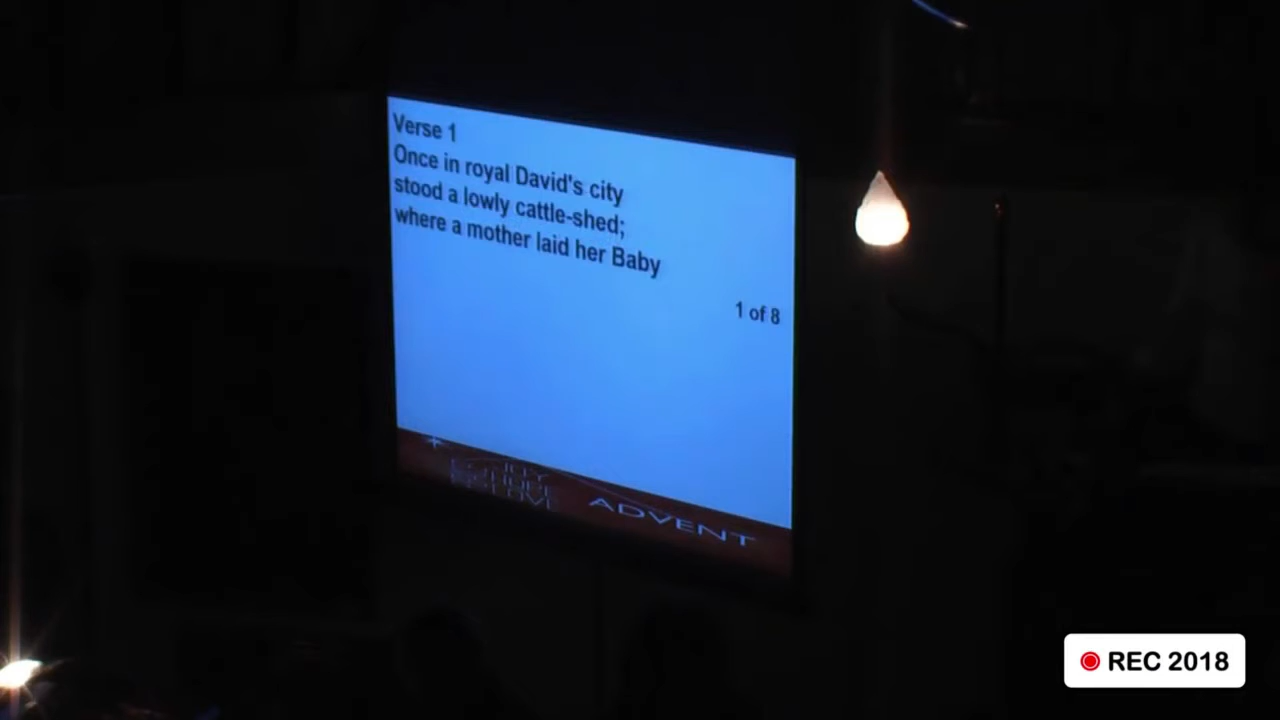 Verse 1
Once in royal David's city
stood a lowly cattle-shed;
where a mother laid her Baby
1 of 8
ADVENT
REC 2018